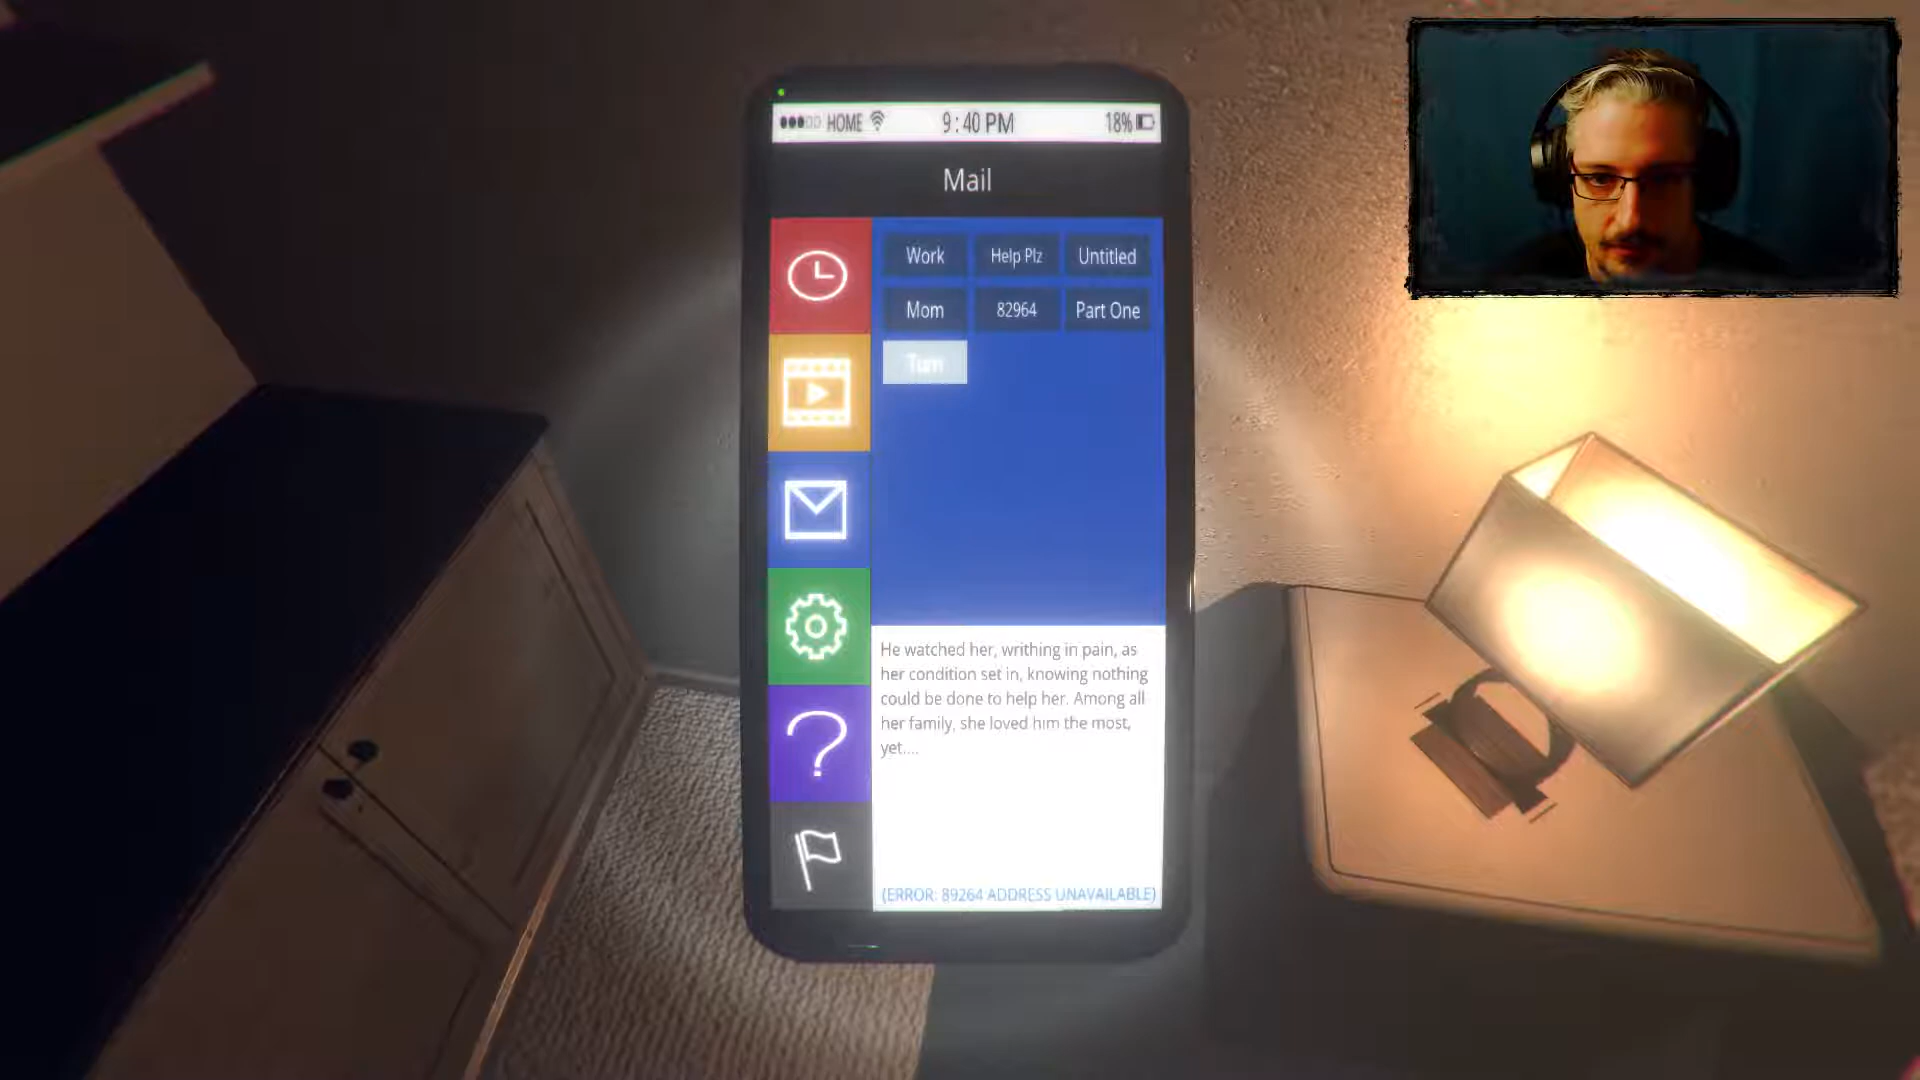 HOME 9:40 PM 18%
Mail
Work Help Plz Untitled
Mom 82964 Part One
Turn
He watched her, writhing in pain, as
her condition set in, knowing nothing
could be done to help her. Among all
her family, she loved him the most,
yet....
(ERROR: 89264 ADDRESS UNAVAILABLE)